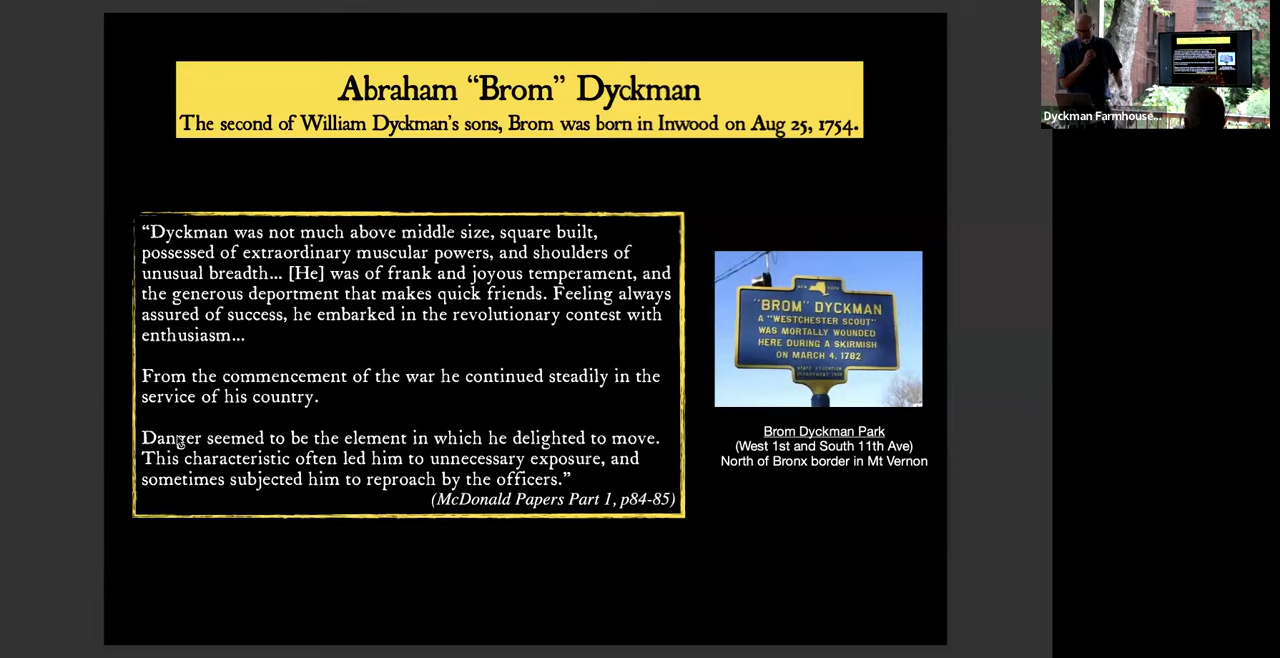 Abraham “Brom” Dyckman
The second of William Dyckman’s sons, Brom was born in Inwood on Aug 25, 1754.
“Dyckman was not much above middle size, square built,
possessed of extraordinary muscular powers, and shoulders of
unusual breadth... [He] was of frank and joyous temperament, and
the generous deportment that makes quick friends. Feeling always
assured of success, he embarked in the revolutionary contest with
enthusiasm...
From the commencement of the war he continued steadily in the
service of his country.
Danger seemed to be the element in which he delighted to move.
This characteristic often led him to unnecessary exposure, and
sometimes subjected him to reproach by the officers.”
(McDonald Papers Part 1, p84-85)
NEW YORK
"BROM" DYCKMAN
A "WESTCHESTER SCOUT"
WAS MORTALLY WOUNDED
HERE DURING A SKIRMISH
ON MARCH 4, 1782
STATE EDUCATION
DEPARTMENT
Brom Dyckman Park
(West 1st and South 11th Ave)
North of Bronx border in Mt Vernon
Dyckman Farmhouse...